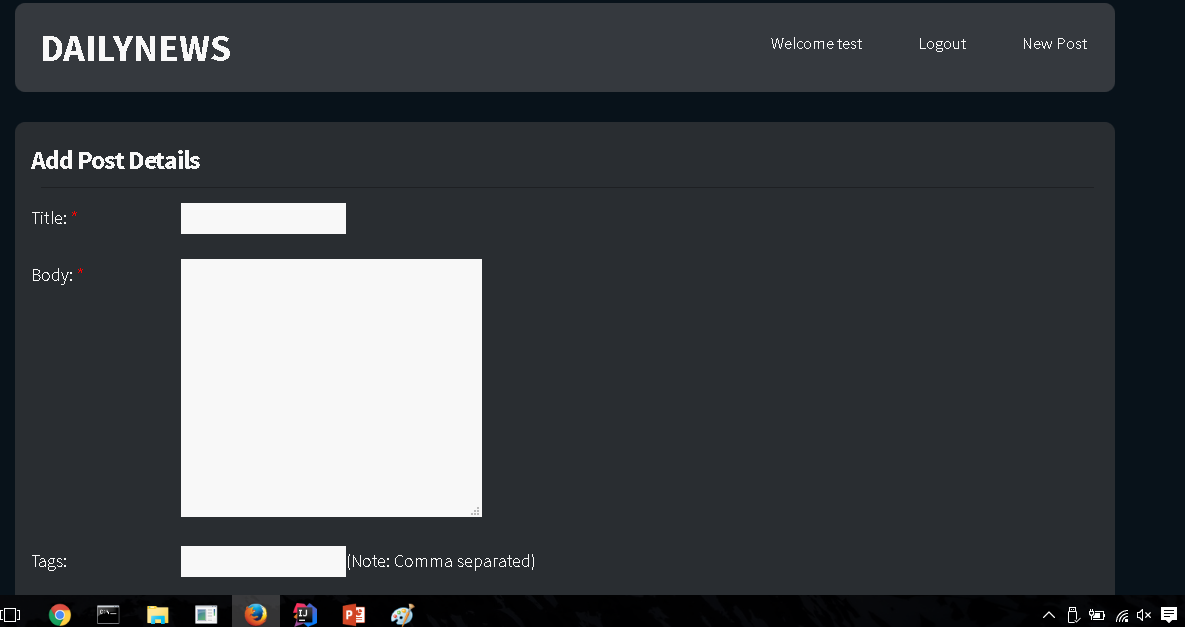 DAILYNEWS
Welcome test
Logout
New Post
Add Post Details
Title: *
Body: *
Tags:
(Note: Comma separated)